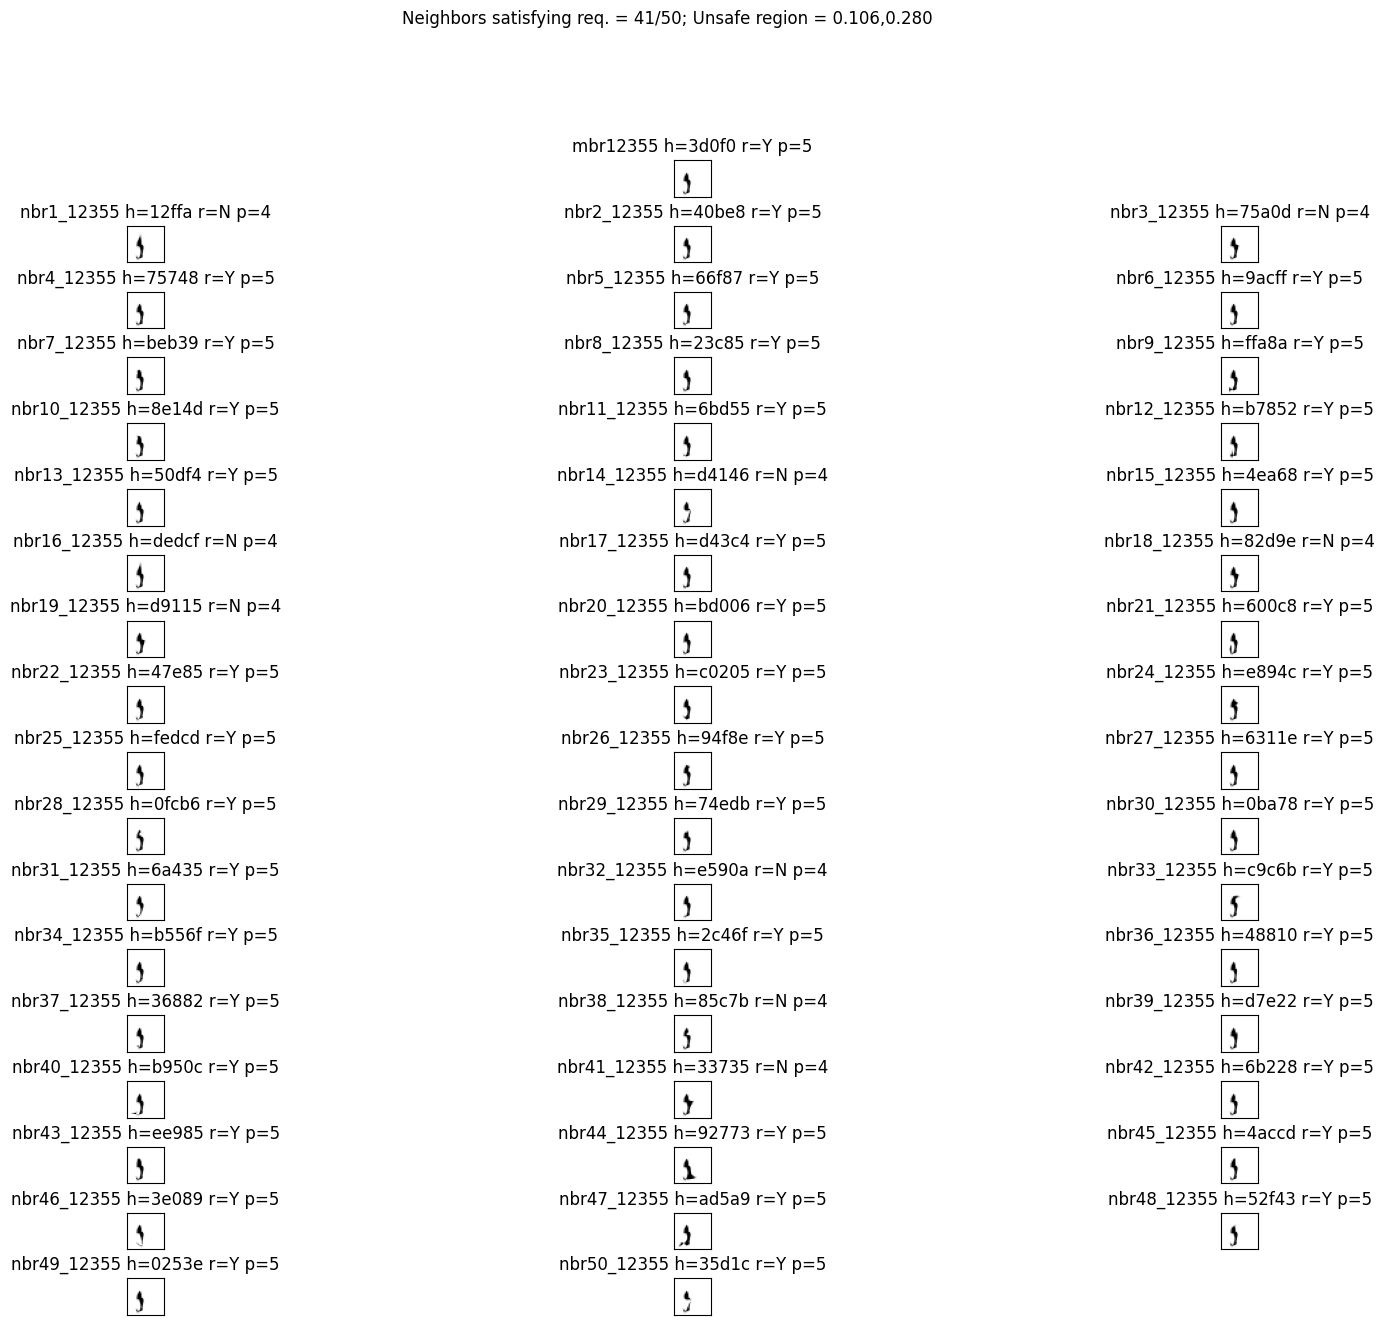 Neighbors satisfying req. = 41/50; Unsafe region = 0.106,0.280
mbr12355 h=3d0f0 r=Y p=5
nbr1_12355 h=12ffa r=N p=4 nbr2_12355 h=40be8 r=Y p=5 nbr3_12355 h=75a0d r=N p=4
nbr4_12355 h=75748 r=Y p=5 nbr5_12355 h=66f87 r=Y p=5 nbr6_12355 h=9acff r=Y p=5
nbr7_12355 h=beb39 r=Y p=5 nbr8_12355 h=23c85 r=Y p=5 nbr9_12355 h=ffa8a r=Y p=5
nbr10_12355 h=8e14d r=Y p=5 nbr11_12355 h=6bd55 r=Y p=5 nbr12_12355 h=b7852 r=Y p=5
nbr13_12355 h=50df4 r=Y p=5 nbr14_12355 h=d4146 r=N p=4 nbr15_12355 h=4ea68 r=Y p=5
nbr16_12355 h=dedcf r=N p=4 nbr17_12355 h=d43c4 r=Y p=5 nbr18_12355 h=82d9e r=N p=4
nbr19_12355 h=d9115 r=N p=4 nbr20_12355 h=bd006 r=Y p=5 nbr21_12355 h=600c8 r=Y p=5
nbr22_12355 h=47e85 r=Y p=5 nbr23_12355 h=c0205 r=Y p=5 nbr24_12355 h=e894c r=Y p=5
nbr25_12355 h=fedcd r=Y p=5 nbr26_12355 h=94f8e r=Y p=5 nbr27_12355 h=6311e r=Y p=5
nbr28_12355 h=0fcb6 r=Y p=5 nbr29_12355 h=74edb r=Y p=5 nbr30_12355 h=0ba78 r=Y p=5
nbr31_12355 h=6a435 r=Y p=5 nbr32_12355 h=e590a r=N p=4 nbr33_12355 h=c9c6b r=Y p=5
nbr34_12355 h=b556f r=Y p=5 nbr35_12355 h=2c46f r=Y p=5 nbr36_12355 h=48810 r=Y p=5
nbr37_12355 h=36882 r=Y p=5 nbr38_12355 h=85c7b r=N p=4 nbr39_12355 h=d7e22 r=Y p=5
nbr40_12355 h=b950c r=Y p=5 nbr41_12355 h=33735 r=N p=4 nbr42_12355 h=6b228 r=Y p=5
nbr43_12355 h=ee985 r=Y p=5 nbr44_12355 h=92773 r=Y p=5 nbr45_12355 h=4accd r=Y p=5
nbr46_12355 h=3e089 r=Y p=5 nbr47_12355 h=ad5a9 r=Y p=5 nbr48_12355 h=52f43 r=Y p=5
nbr49_12355 h=0253e r=Y p=5 nbr50_12355 h=35d1c r=Y p=5